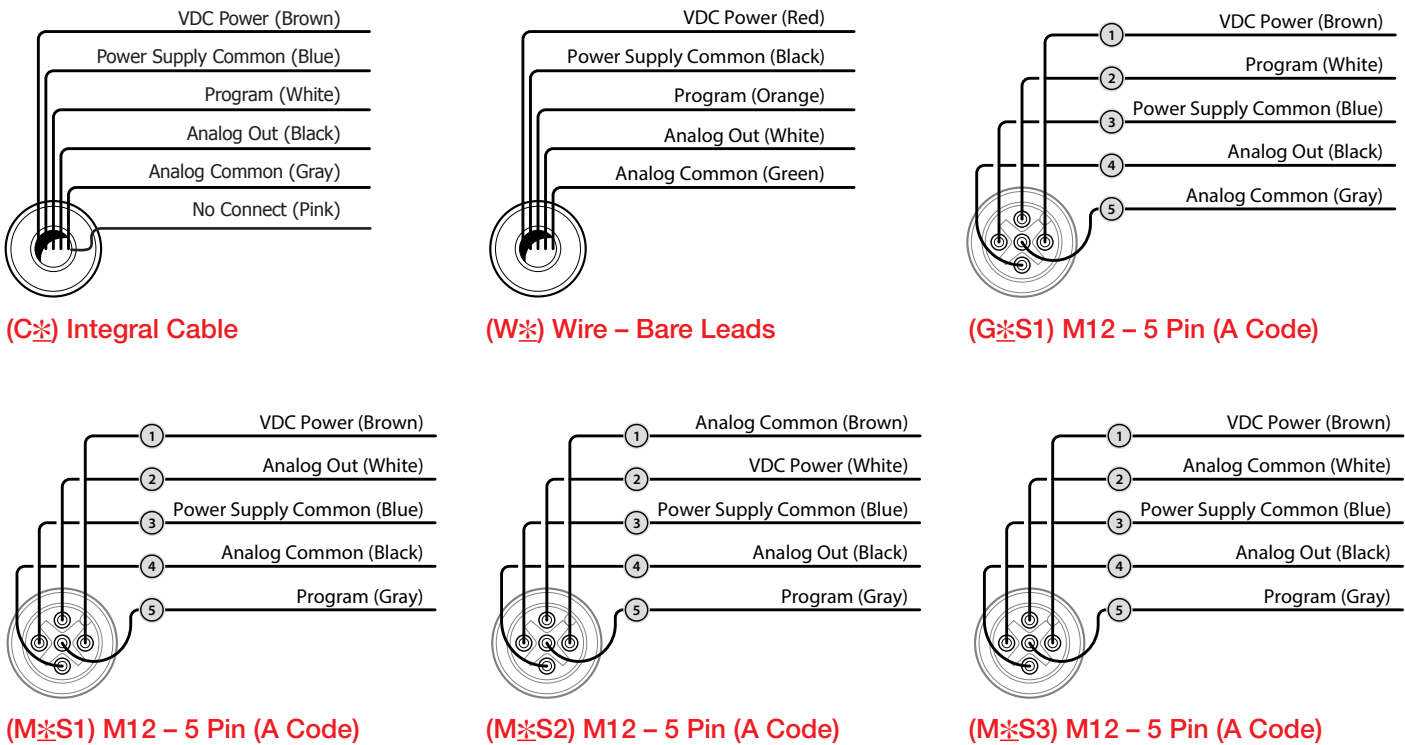 VDC Power (Brown)
Power Supply Common (Blue)
Program (White)
Analog Out (Black)
Analog Common (Gray)
No Connect (Pink)
(C✻) Integral Cable
VDC Power (Red)
Power Supply Common (Black)
Program (Orange)
Analog Out (White)
Analog Common (Green)
(W✻) Wire – Bare Leads
1 VDC Power (Brown)
2 Program (White)
3 Power Supply Common (Blue)
4 Analog Out (Black)
5 Analog Common (Gray)
(G✻S1) M12 – 5 Pin (A Code)
1 VDC Power (Brown)
2 Analog Out (White)
3 Power Supply Common (Blue)
4 Analog Common (Black)
5 Program (Gray)
(M✻S1) M12 – 5 Pin (A Code)
1 Analog Common (Brown)
2 VDC Power (White)
3 Power Supply Common (Blue)
4 Analog Out (Black)
5 Program (Gray)
(M✻S2) M12 – 5 Pin (A Code)
1 VDC Power (Brown)
2 Analog Common (White)
3 Power Supply Common (Blue)
4 Analog Out (Black)
5 Program (Gray)
(M✻S3) M12 – 5 Pin (A Code)